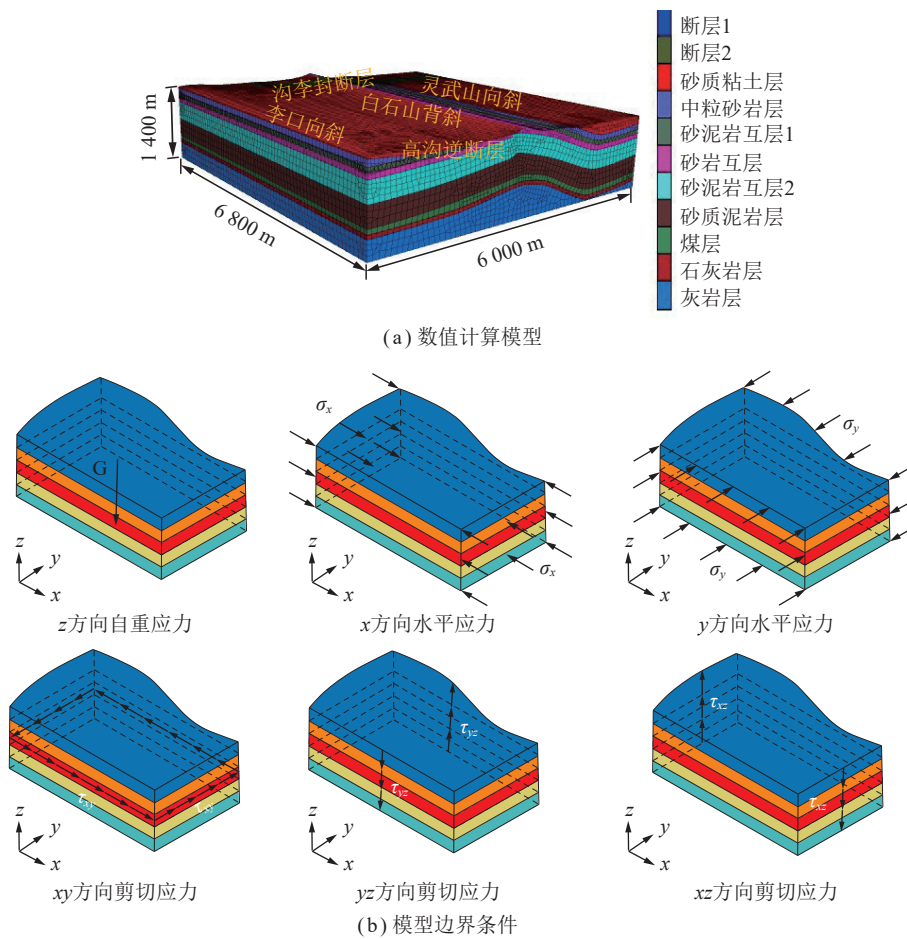 断层1
断层2
砂质粘土层
中粒砂岩层
砂泥岩互层1
砂岩互层
砂泥岩互层2
砂质泥岩层
煤层
石灰岩层
灰岩层
沟李封断层
灵武山向斜
白石山背斜
李口向斜
高沟逆断层
1 400 m
6 800 m
6 000 m
(a) 数值计算模型
G
z
y
x
z方向自重应力
σx
σx
z
y
x
x方向水平应力
σy
σy
z
y
x
y方向水平应力
τxy
z
y
x
xy方向剪切应力
τyz
τyz
z
y
x
yz方向剪切应力
τxz
τxz
z
y
x
xz方向剪切应力
(b) 模型边界条件